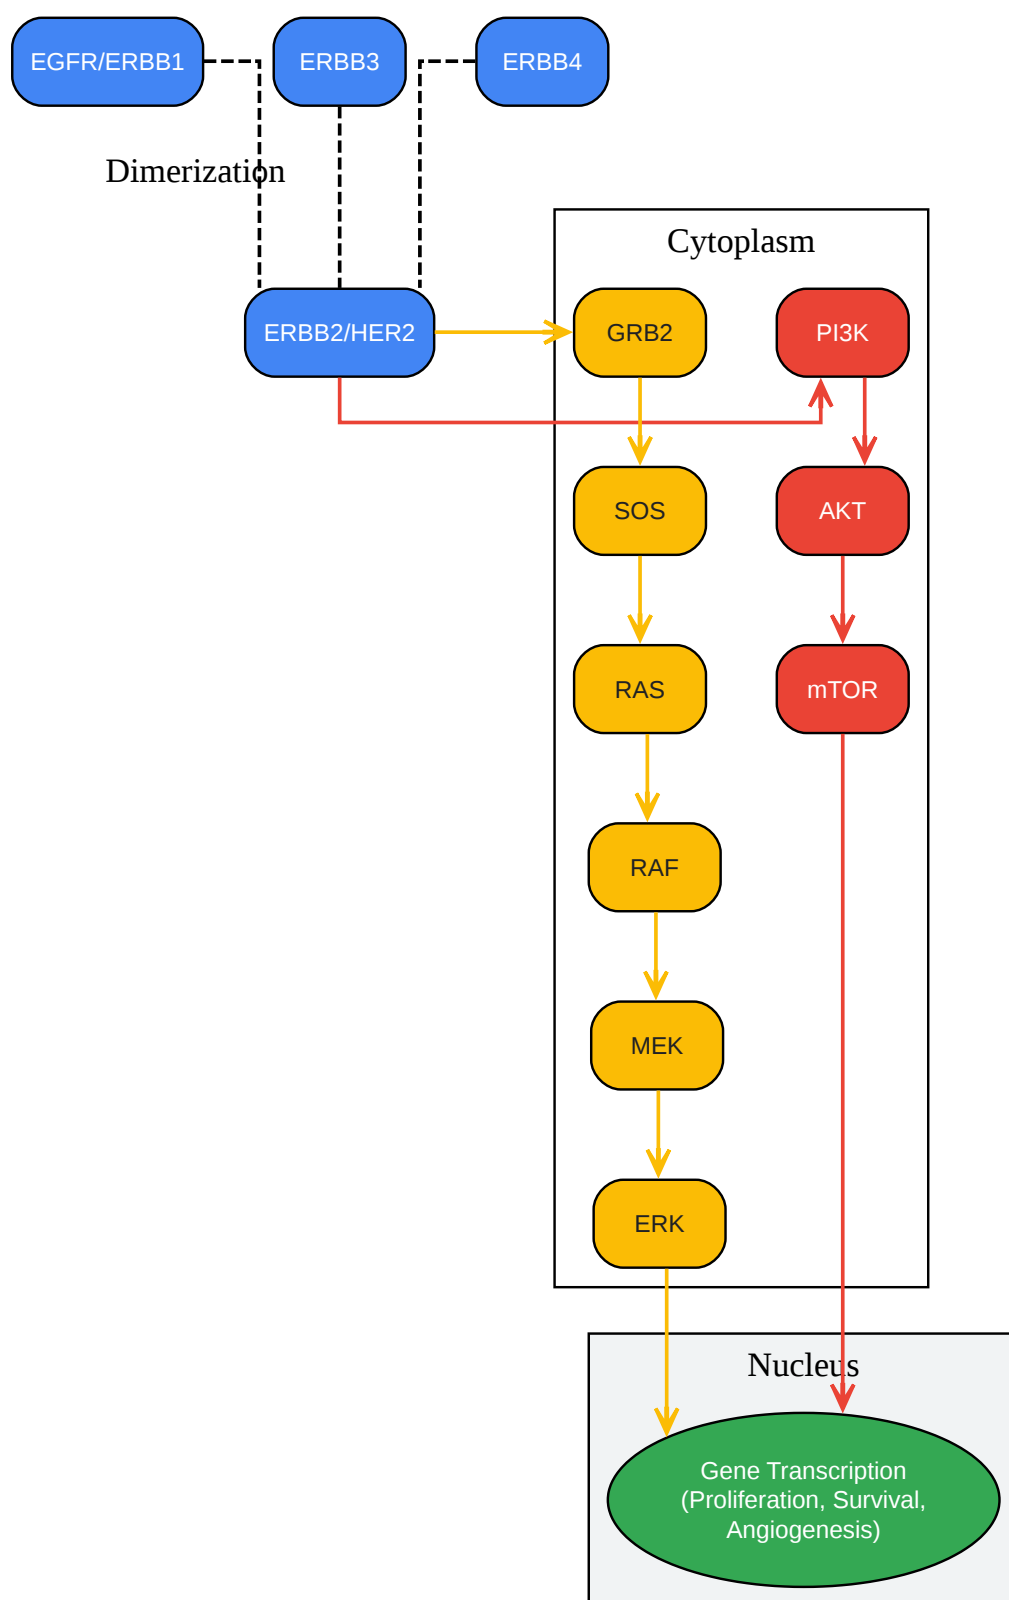 EGFR/ERBB1
ERBB3
ERBB4
Dimerization
Cytoplasm
ERBB2/HER2
GRB2
PI3K
SOS
AKT
RAS
mTOR
RAF
MEK
ERK
Nucleus
Gene Transcription
(Proliferation, Survival,
Angiogenesis)